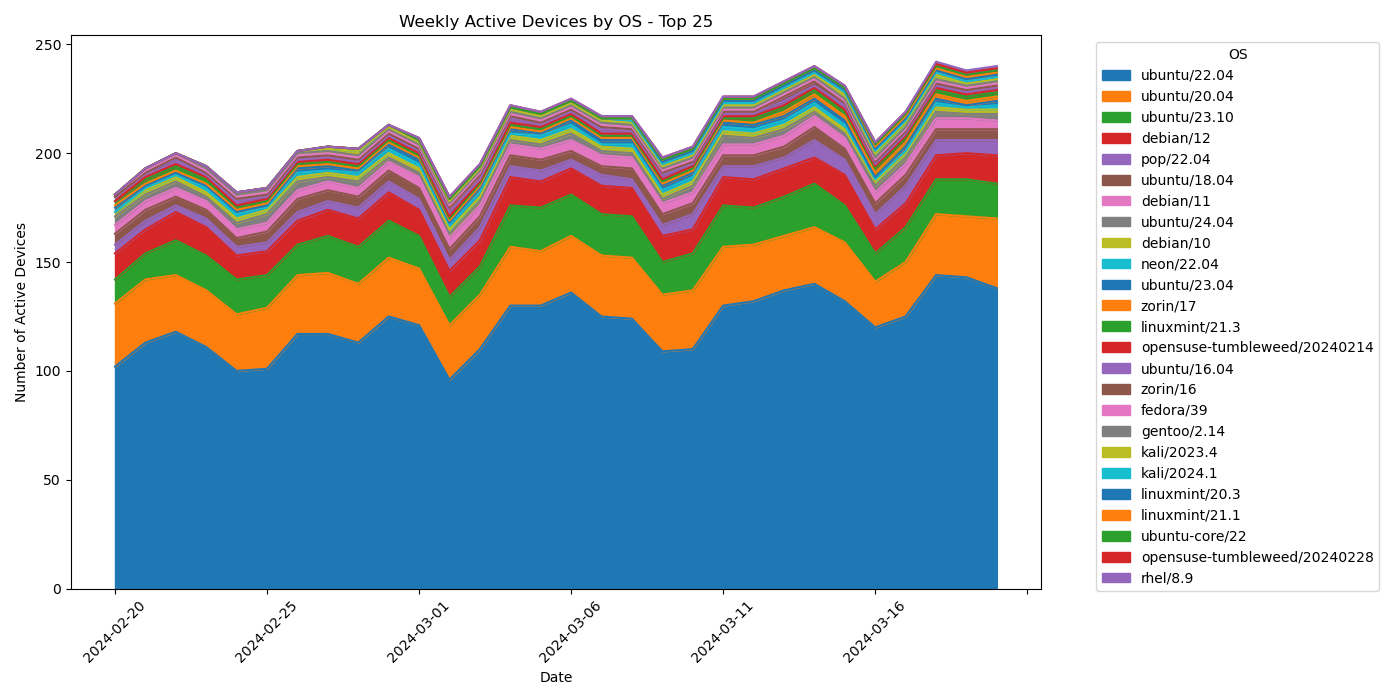 Weekly Active Devices by OS - Top 25
Number of Active Devices
250
200
150
100
50
0
2024-02-20
2024-02-25
2024-03-01
2024-03-06
2024-03-11
2024-03-16
Date
OS
ubuntu/22.04
ubuntu/20.04
ubuntu/23.10
debian/12
pop/22.04
ubuntu/18.04
debian/11
ubuntu/24.04
debian/10
neon/22.04
ubuntu/23.04
zorin/17
linuxmint/21.3
opensuse-tumbleweed/20240214
ubuntu/16.04
zorin/16
fedora/39
gentoo/2.14
kali/2023.4
kali/2024.1
linuxmint/20.3
linuxmint/21.1
ubuntu-core/22
opensuse-tumbleweed/20240228
rhel/8.9